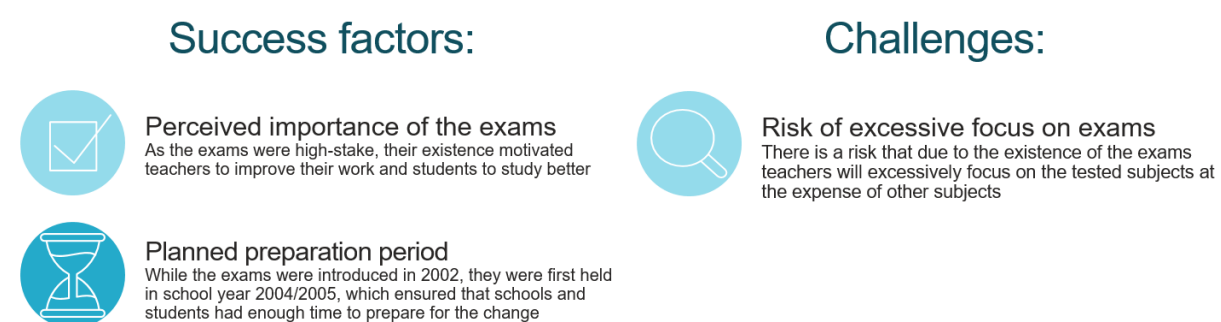 Success factors:
Perceived importance of the exams
As the exams were high-stake, their existence motivated
teachers to improve their work and students to study better
Planned preparation period
While the exams were introduced in 2002, they were first held
in school year 2004/2005, which ensured that schools and
students had enough time to prepare for the change
Challenges:
Risk of excessive focus on exams
There is a risk that due to the existence of the exams
teachers will excessively focus on the tested subjects at
the expense of other subjects